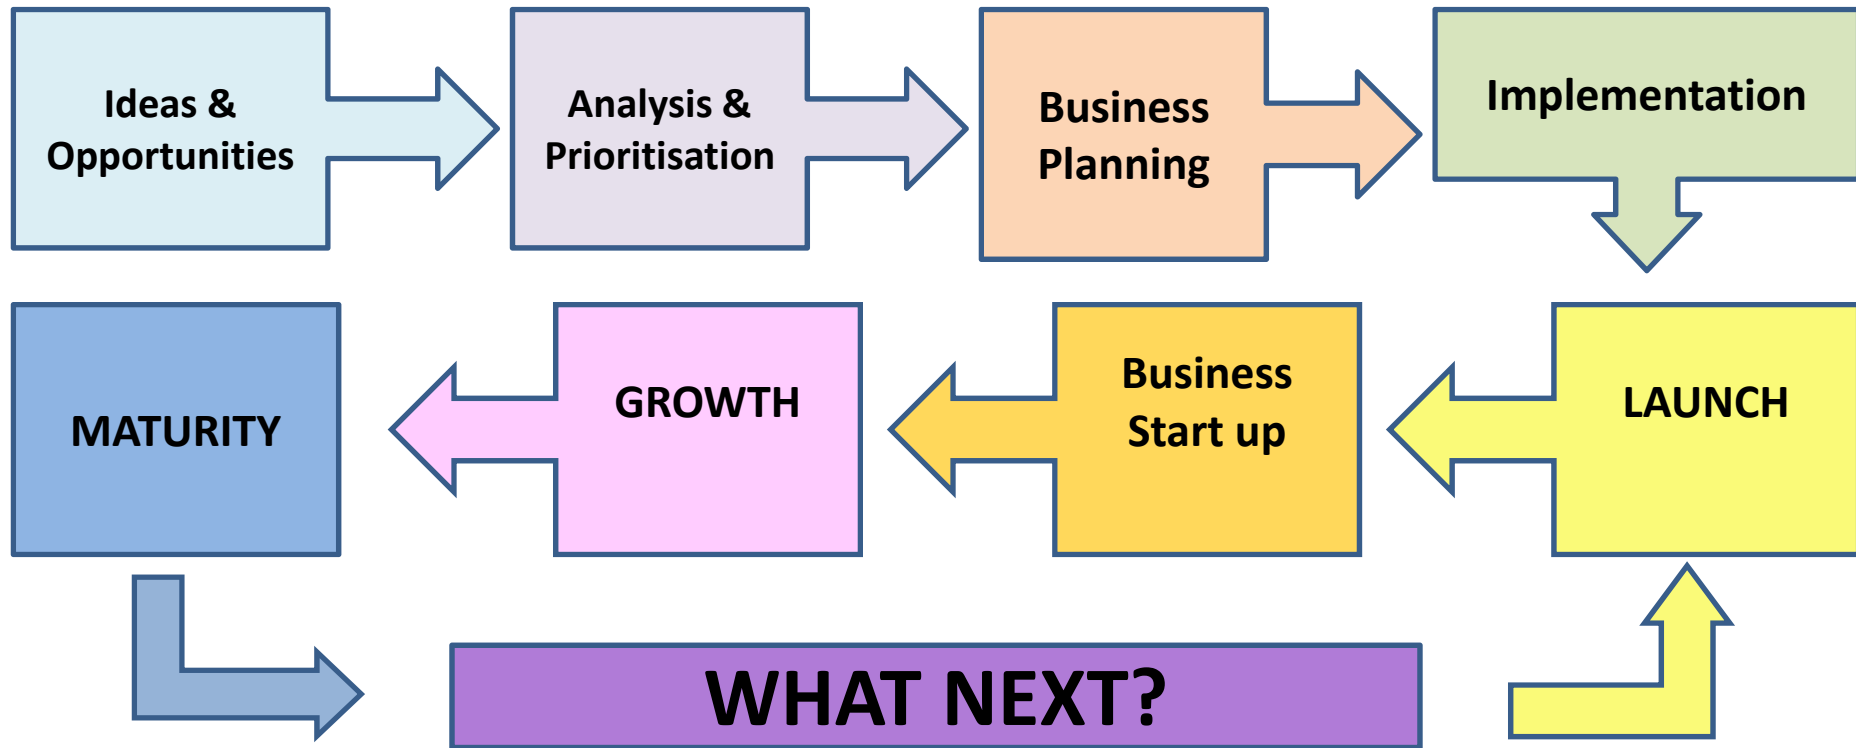 Ideas &
Opportunities
Analysis &
Prioritisation
Business
Planning
Implementation
LAUNCH
Business
Start up
GROWTH
MATURITY
WHAT NEXT?